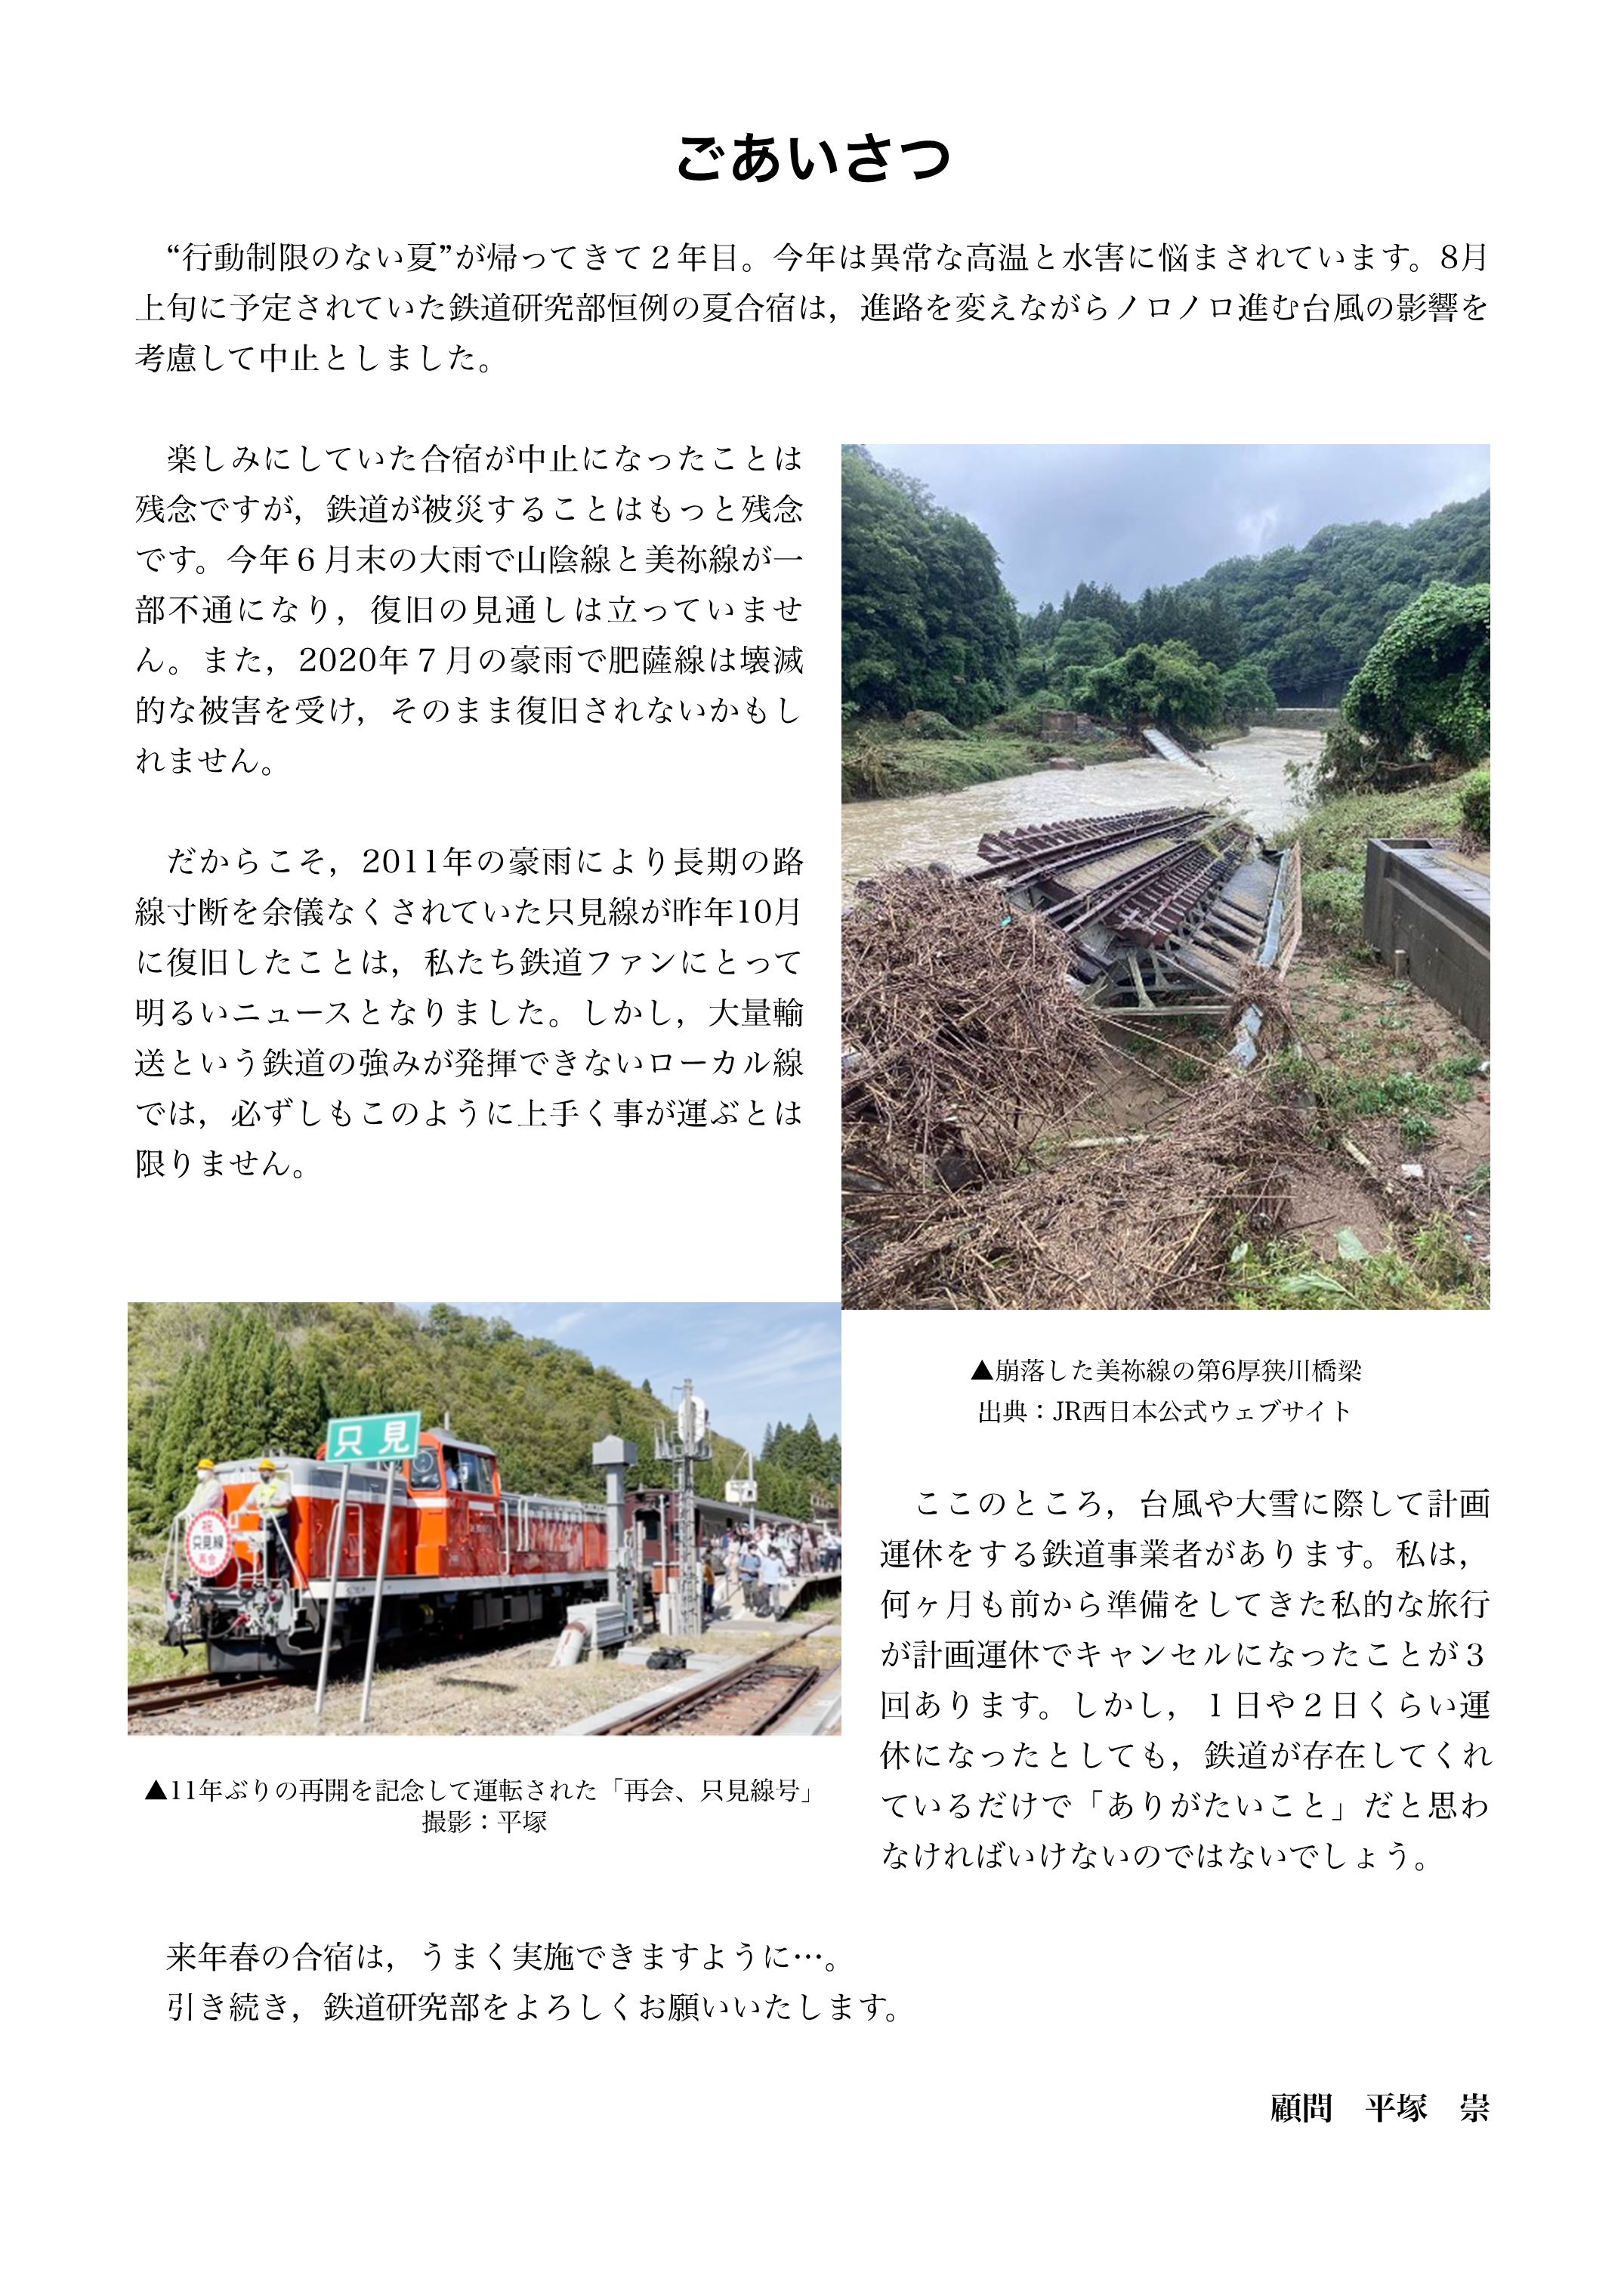 ごあいさつ
“行動制限のない夏”が帰ってきて２年目。今年は異常な高温と水害に悩まされています。8月
上旬に予定されていた鉄道研究部恒例の夏合宿は，進路を変えながらノロノロ進む台風の影響を
考慮して中止としました。
楽しみにしていた合宿が中止になったことは
残念ですが，鉄道が被災することはもっと残念
です。今年６月末の大雨で山陰線と美祢線が一
部不通になり，復旧の見通しは立っていませ
ん。また，2020年７月の豪雨で肥薩線は壊滅
的な被害を受け，そのまま復旧されないかもし
れません。
だからこそ，2011年の豪雨により長期の路
線寸断を余儀なくされていた只見線が昨年10月
に復旧したことは，私たち鉄道ファンにとって
明るいニュースとなりました。しかし，大量輸
送という鉄道の強みが発揮できないローカル線
では，必ずしもこのように上手く事が運ぶとは
限りません。
▲崩落した美祢線の第6厚狭川橋梁
出典：JR西日本公式ウェブサイト
只見
祝
只見線
再会
▲11年ぶりの再開を記念して運転された「再会、只見線号」
撮影：平塚
ここのところ，台風や大雪に際して計画
運休をする鉄道事業者があります。私は，
何ヶ月も前から準備をしてきた私的な旅行
が計画運休でキャンセルになったことが３
回あります。しかし，１日や２日くらい運
休になったとしても，鉄道が存在してくれ
ているだけで「ありがたいこと」だと思わ
なければいけないのではないでしょう。
来年春の合宿は，うまく実施できますように…。
引き続き，鉄道研究部をよろしくお願いいたします。
顧問　平塚　崇